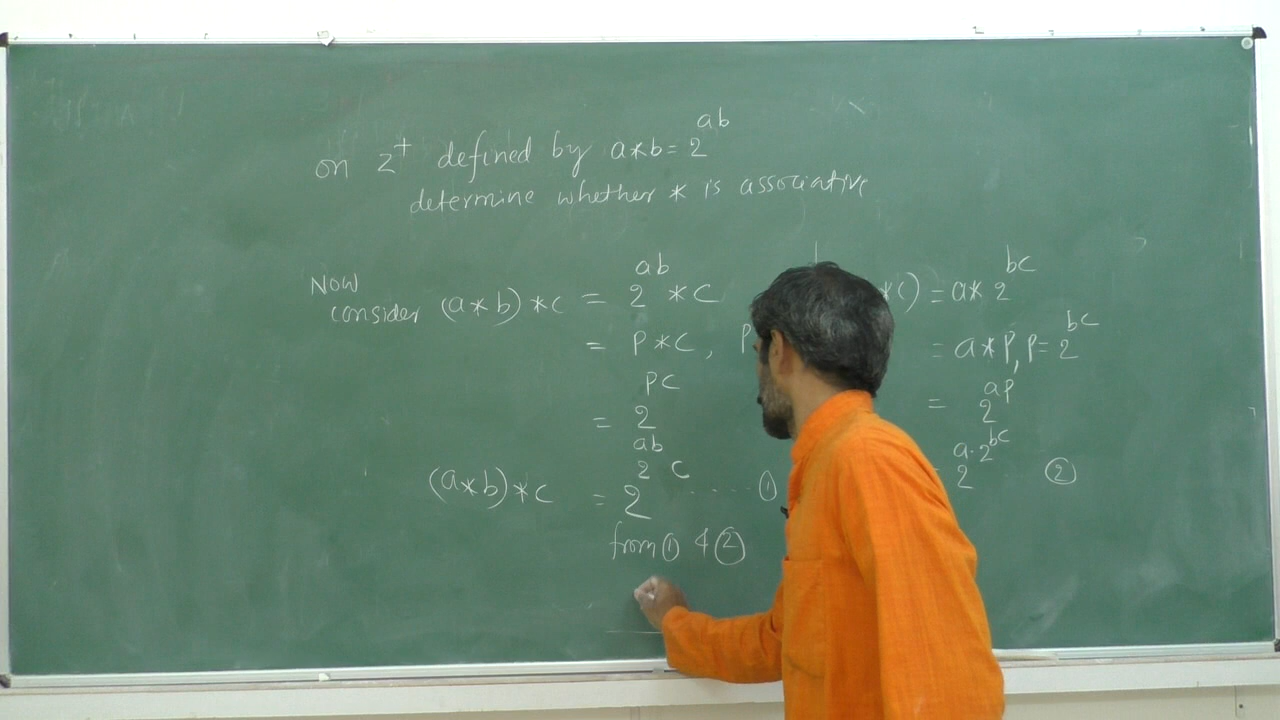 on Z⁺ defined by a*b = 2^{ab}
determine whether * is associative
Now
consider (a*b)*c = 2^{ab} *c
= P*c, P
= 2^{pc}
(a*b)*c = 2^{2^{ab} c} ---- ①
from ① & ②
*c) = a* 2^{bc}
= a*P, P = 2^{bc}
= 2^{ap}
2^{a·2^{bc}} ②